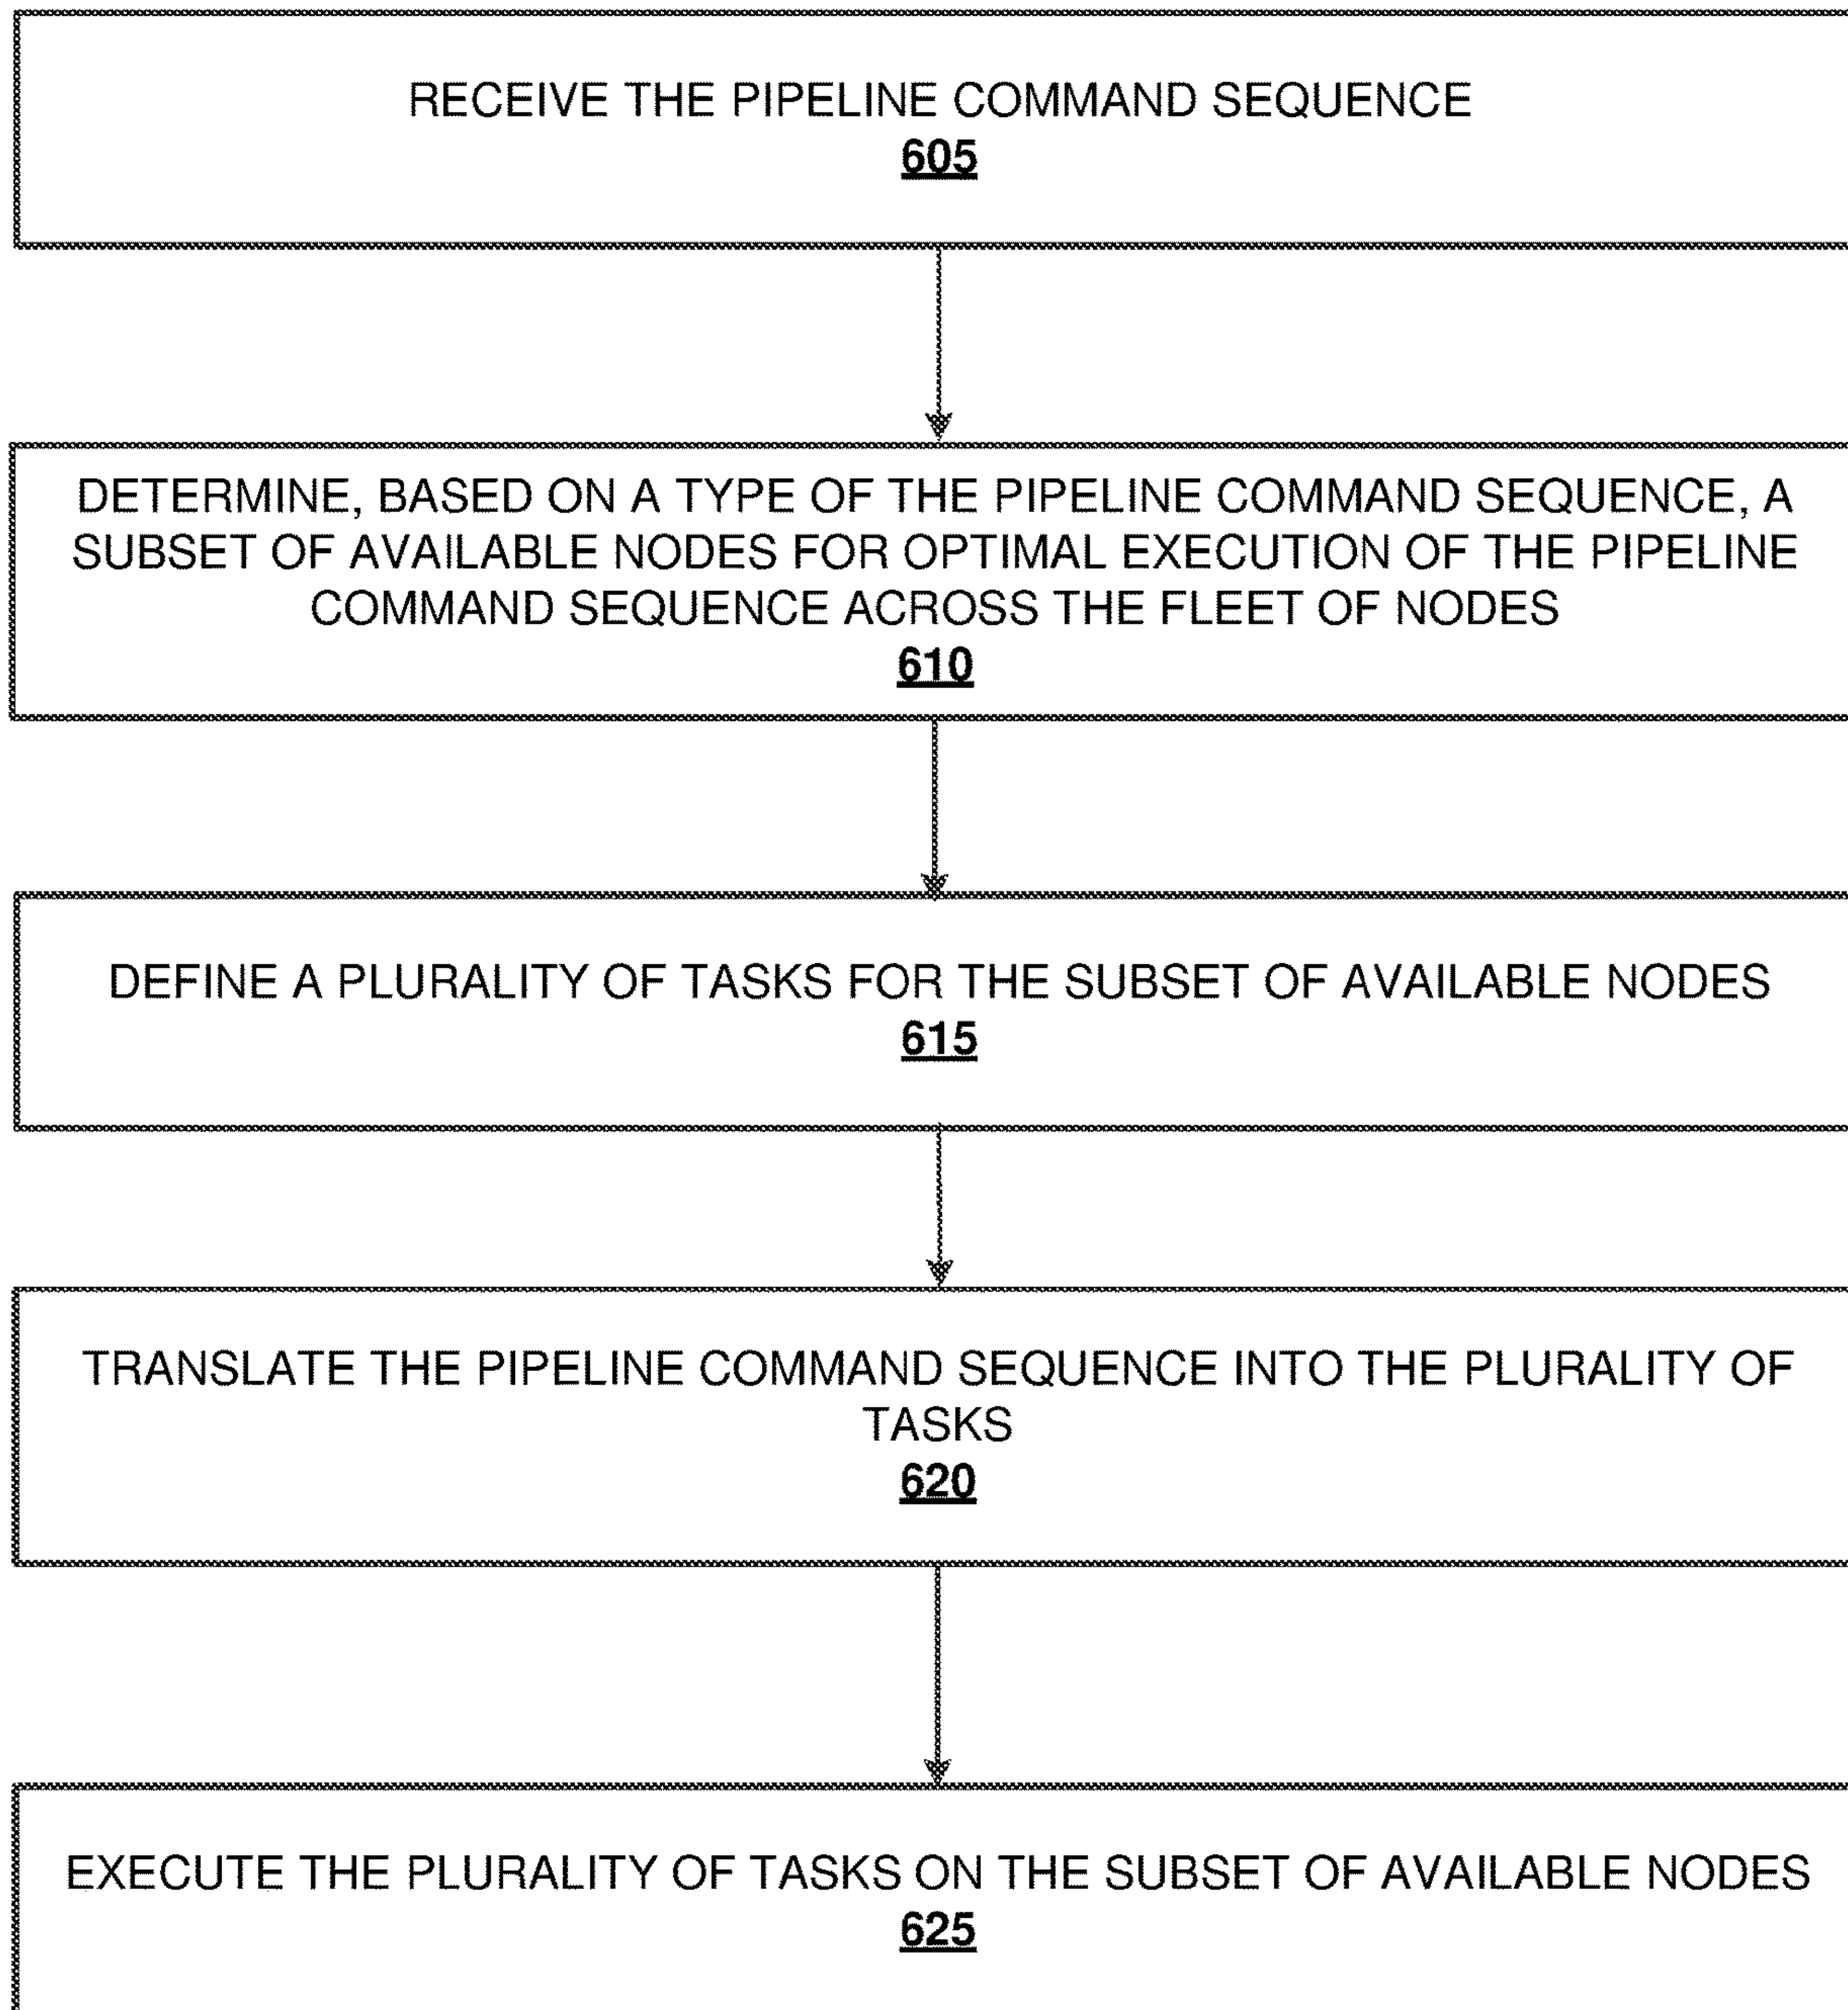 RECEIVE THE PIPELINE COMMAND SEQUENCE
605
DETERMINE, BASED ON A TYPE OF THE PIPELINE COMMAND SEQUENCE, A
SUBSET OF AVAILABLE NODES FOR OPTIMAL EXECUTION OF THE PIPELINE
COMMAND SEQUENCE ACROSS THE FLEET OF NODES
610
DEFINE A PLURALITY OF TASKS FOR THE SUBSET OF AVAILABLE NODES
615
TRANSLATE THE PIPELINE COMMAND SEQUENCE INTO THE PLURALITY OF
TASKS
620
EXECUTE THE PLURALITY OF TASKS ON THE SUBSET OF AVAILABLE NODES
625